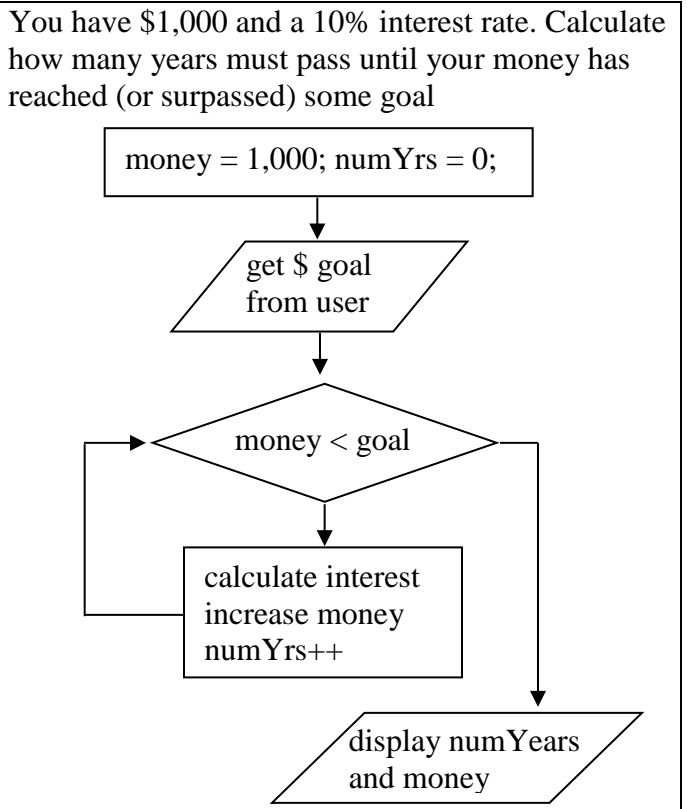 You have $1,000 and a 10% interest rate. Calculate
how many years must pass until your money has
reached (or surpassed) some goal
money = 1,000; numYrs = 0;
get $ goal
from user
money < goal
calculate interest
increase money
numYrs++
display numYears
and money